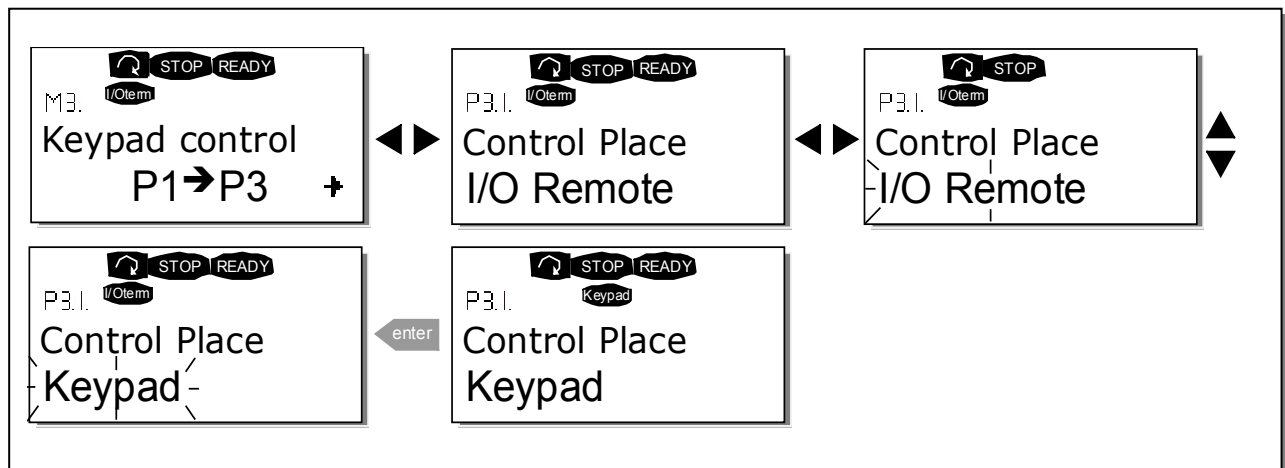 STOP READY
I/Oterm
M3.
Keypad control
P1➔P3
STOP READY
I/Oterm
P3.1.
Control Place
I/O Remote
STOP
I/Oterm
P3.1.
Control Place
I/O Remote
STOP READY
I/Oterm
P3.1.
Control Place
Keypad
enter
STOP READY
Keypad
P3.1.
Control Place
Keypad